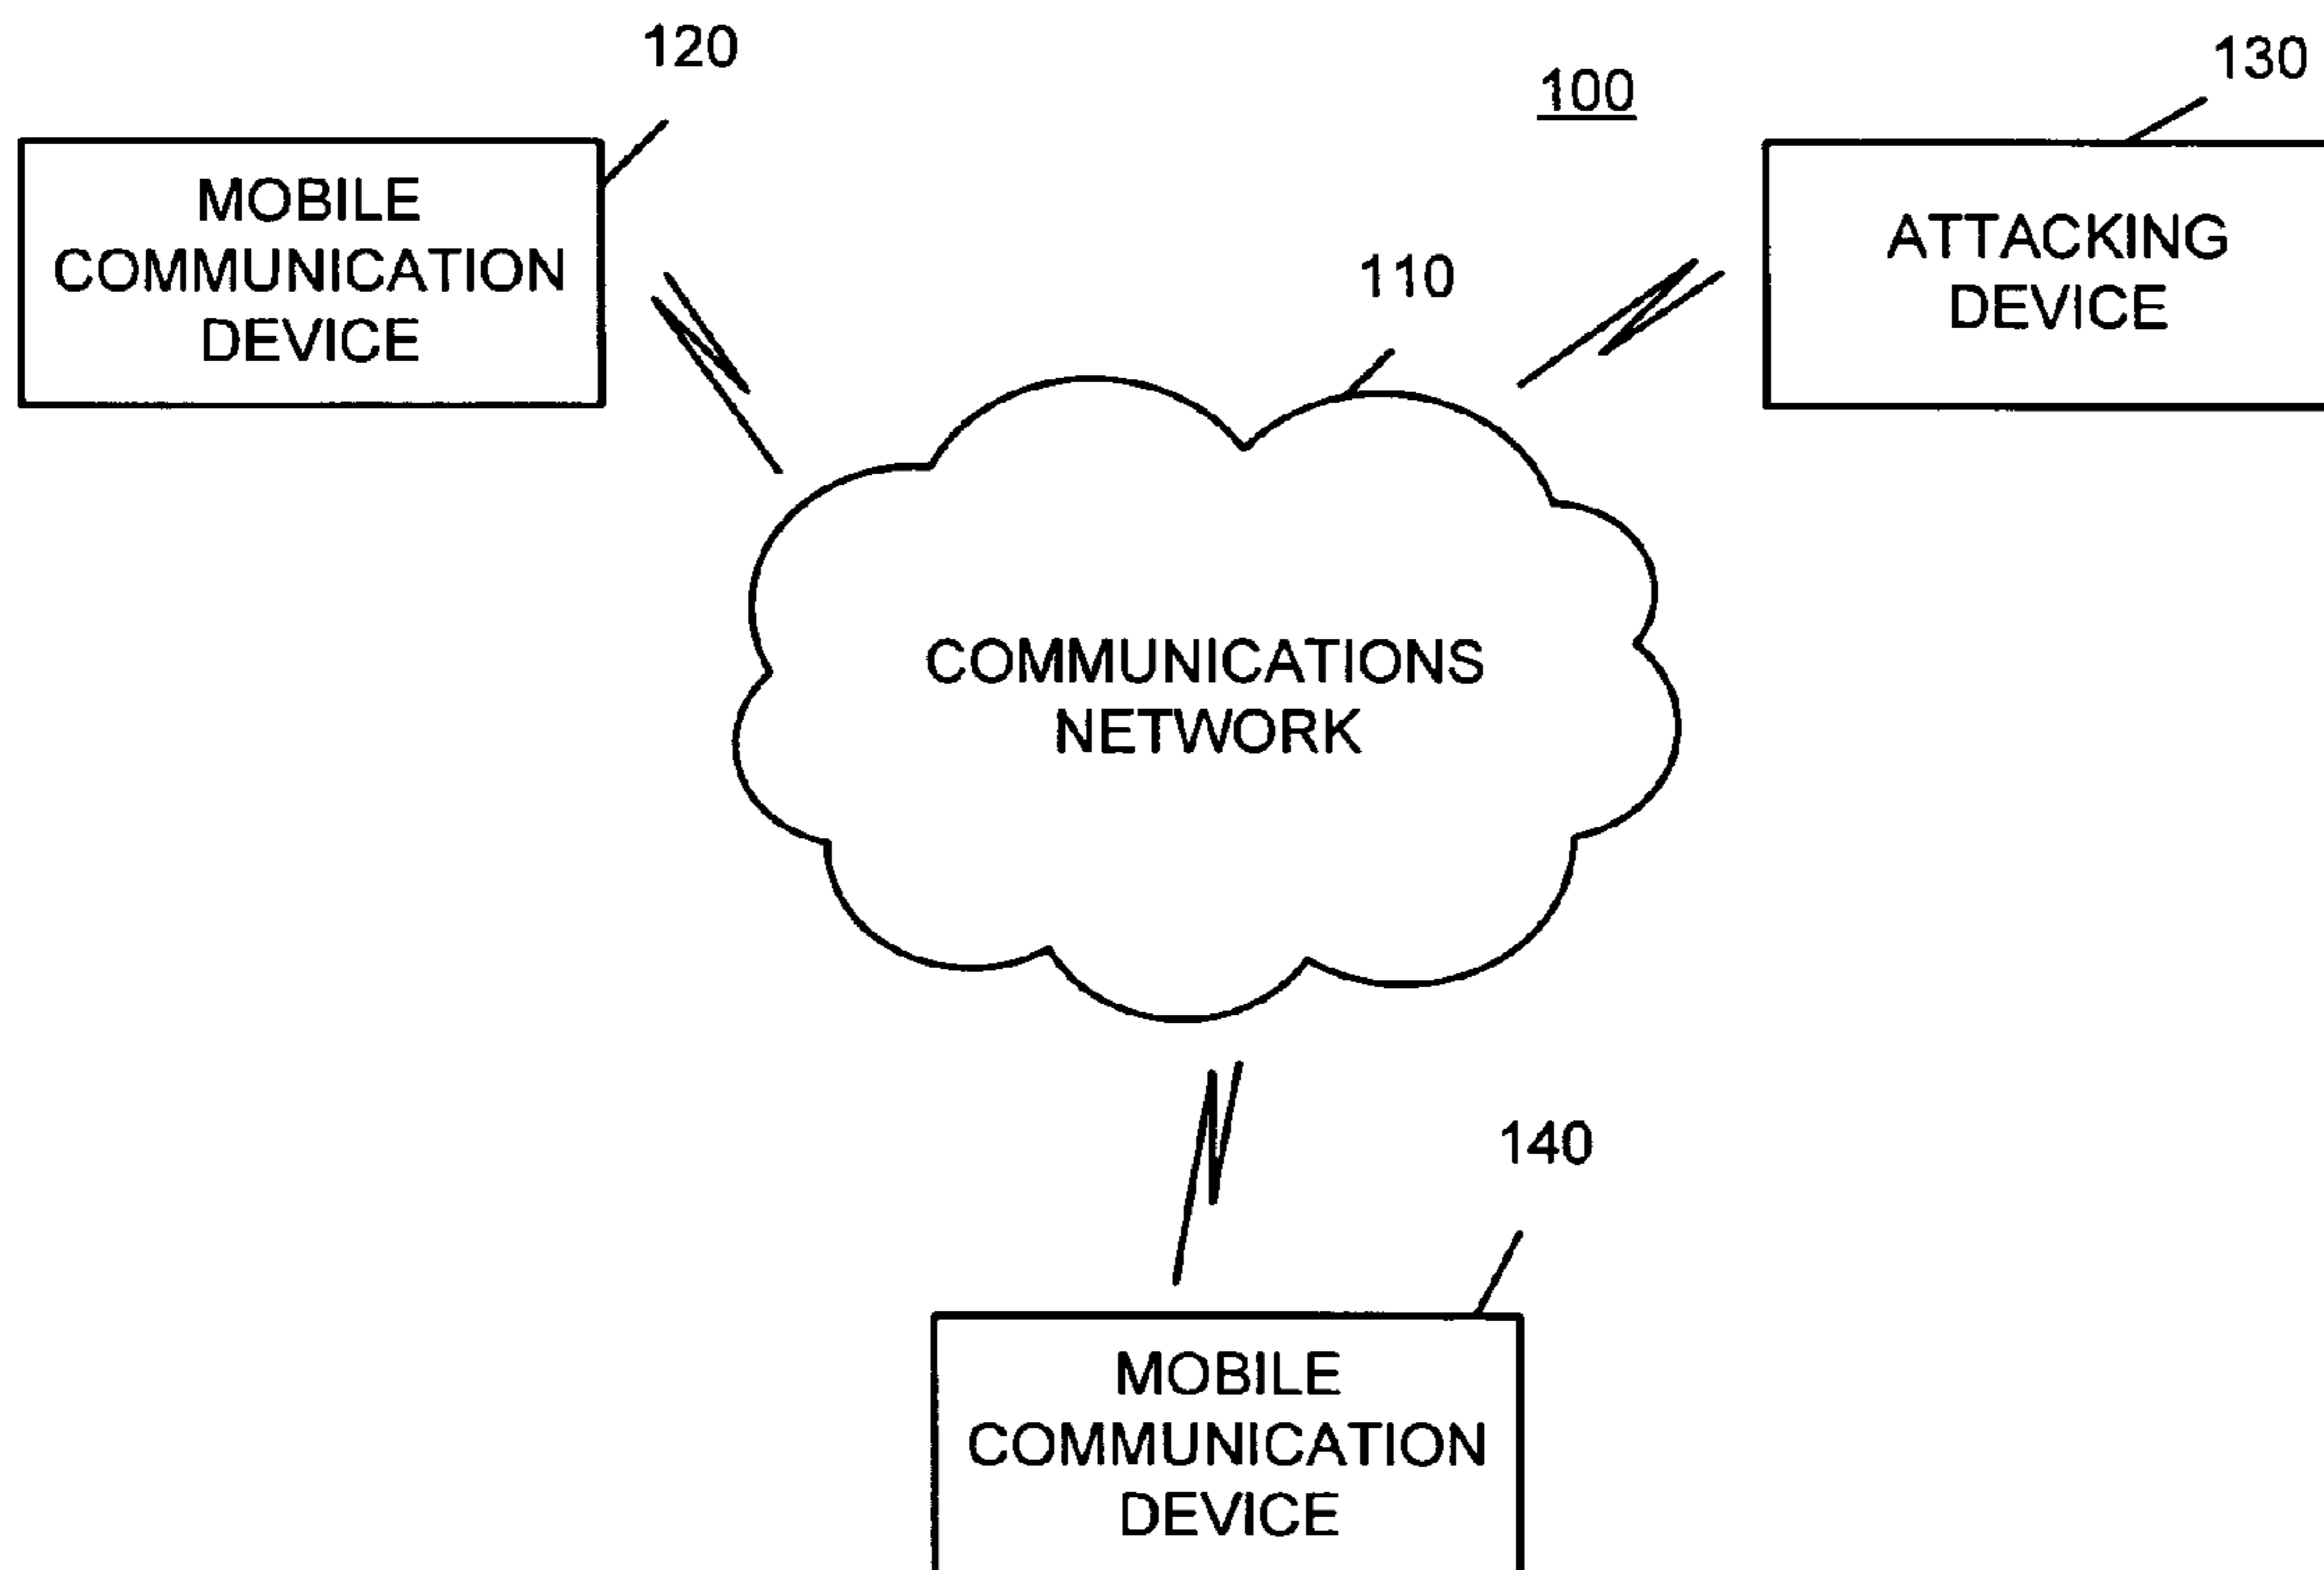 120
100
130
MOBILE
COMMUNICATION
DEVICE
ATTACKING
DEVICE
110
COMMUNICATIONS
NETWORK
140
MOBILE
COMMUNICATION
DEVICE